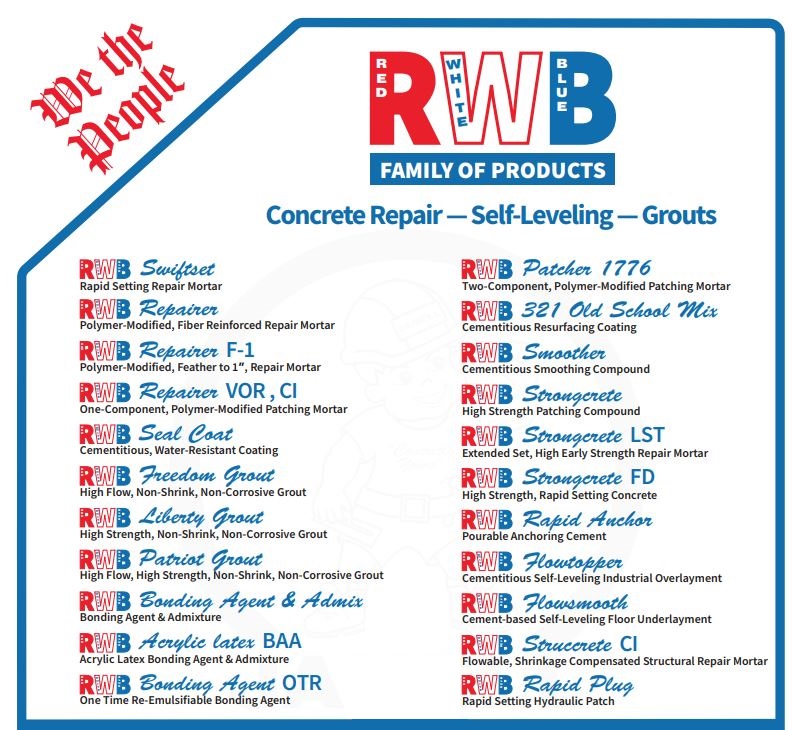 We the
People
RED WHITE BLUE
RWB
FAMILY OF PRODUCTS
Concrete Repair — Self-Leveling — Grouts
RWB Swiftset
Rapid Setting Repair Mortar
RWB Repairer
Polymer-Modified, Fiber Reinforced Repair Mortar
RWB Repairer F-1
Polymer-Modified, Feather to 1", Repair Mortar
RWB Repairer VOR , CI
One-Component, Polymer-Modified Patching Mortar
RWB Seal Coat
Cementitious, Water-Resistant Coating
RWB Freedom Grout
High Flow, Non-Shrink, Non-Corrosive Grout
RWB Liberty Grout
High Strength, Non-Shrink, Non-Corrosive Grout
RWB Patriot Grout
High Flow, High Strength, Non-Shrink, Non-Corrosive Grout
RWB Bonding Agent & Admix
Bonding Agent & Admixture
RWB Acrylic latex BAA
Acrylic Latex Bonding Agent & Admixture
RWB Bonding Agent OTR
One Time Re-Emulsifiable Bonding Agent
RWB Patcher 1776
Two-Component, Polymer-Modified Patching Mortar
RWB 321 Old School Mix
Cementitious Resurfacing Coating
RWB Smoother
Cementitious Smoothing Compound
RWB Strongcrete
High Strength Patching Compound
RWB Strongcrete LST
Extended Set, High Early Strength Repair Mortar
RWB Strongcrete FD
High Strength, Rapid Setting Concrete
RWB Rapid Anchor
Pourable Anchoring Cement
RWB Flowtopper
Cementitious Self-Leveling Industrial Overlayment
RWB Flowsmooth
Cement-based Self-Leveling Floor Underlayment
RWB Struccrete CI
Flowable, Shrinkage Compensated Structural Repair Mortar
RWB Rapid Plug
Rapid Setting Hydraulic Patch